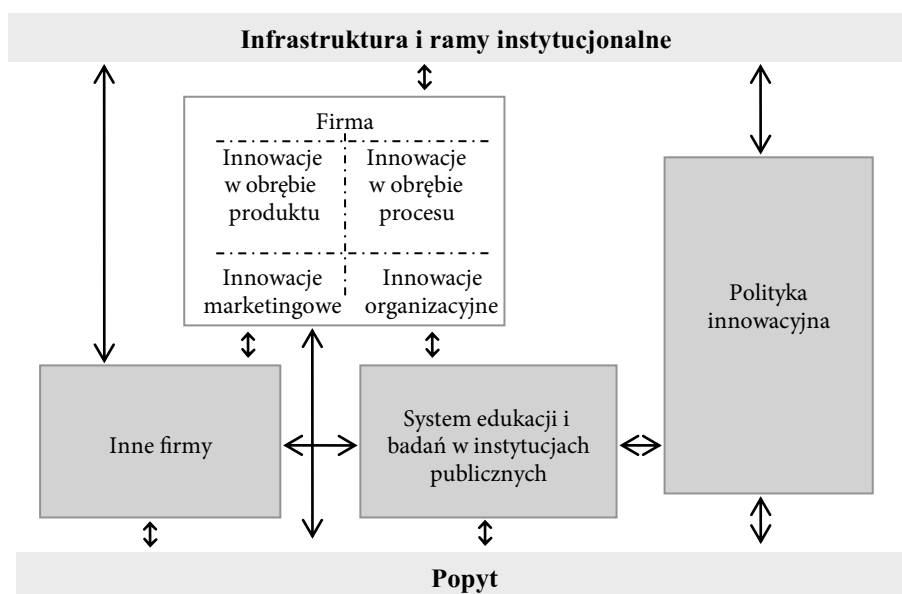 Infrastruktura i ramy instytucjonalne
Firma
Innowacje
w obrębie
produktu
Innowacje
w obrębie
procesu
Innowacje
marketingowe
Innowacje
organizacyjne
Polityka
innowacyjna
Inne firmy
System edukacji i
badań w instytucjach
publicznych
Popyt